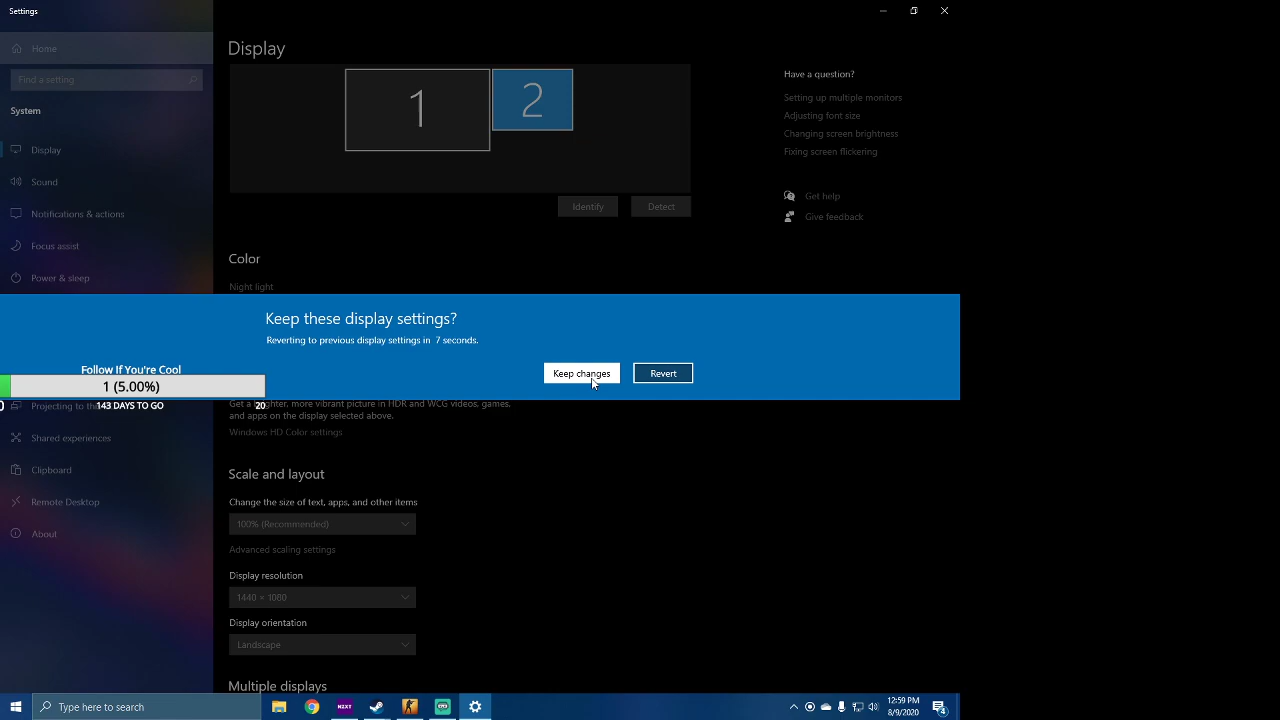 Settings
Home
Find a setting
System
Display
Sound
Notifications & actions
Focus assist
Power & sleep
Display
1
2
Identify
Detect
Have a question?
Setting up multiple monitors
Adjusting font size
Changing screen brightness
Fixing screen flickering
Get help
Give feedback
Color
Night light
Keep these display settings?
Reverting to previous display settings in 7 seconds.
Keep changes
Revert
Follow If You're Cool
1 (5.00%)
0
143 DAYS TO GO
20
Projecting to thi
Shared experiences
Clipboard
Remote Desktop
About
Get a brighter, more vibrant picture in HDR and WCG videos, games,
and apps on the display selected above.
Windows HD Color settings
Scale and layout
Change the size of text, apps, and other items
100% (Recommended)
Advanced scaling settings
Display resolution
1440 × 1080
Display orientation
Landscape
Multiple displays
Type here to search
NZXT
12:59 PM
8/9/2020